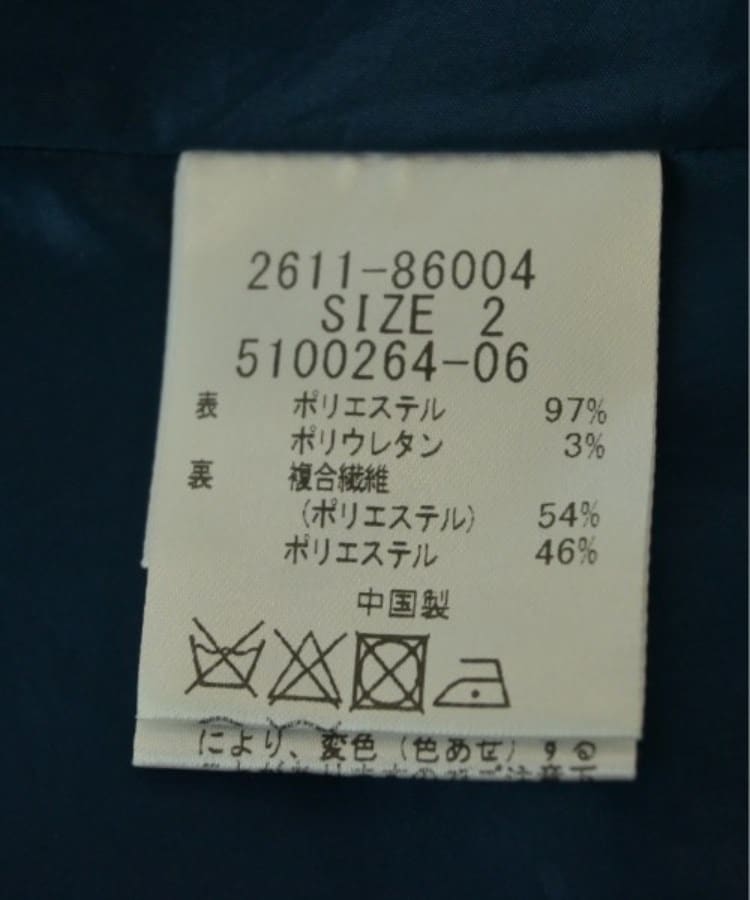 2611-86004
SIZE 2
5100264-06
表 ポリエステル 97%
ポリウレタン 3%
裏 複合繊維
(ポリエステル) 54%
ポリエステル 46%
中国製
により、変色(色あせ)する